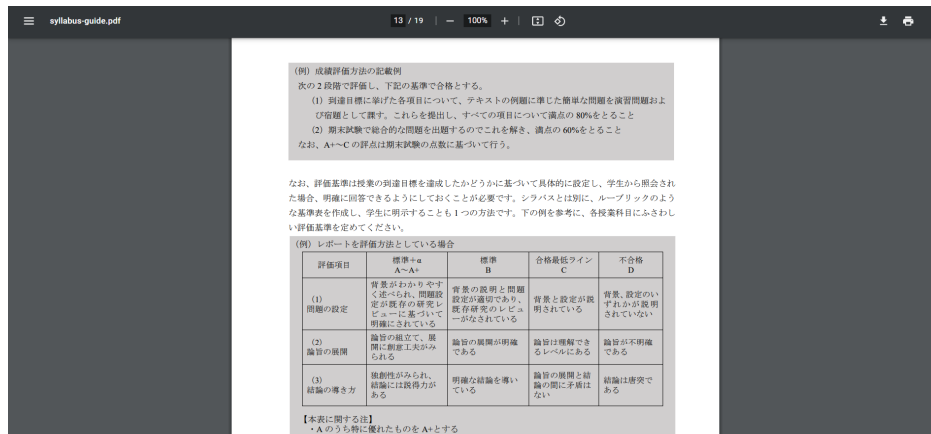 syllabus-guide.pdf
13 / 19
100%
(例) 成績評価方法の記載例
次の2段階で評価し、下記の基準で合格とする。
(1) 到達目標に挙げた各項目について、テキストの例題に準じた簡単な問題を演習問題およ
び宿題として課す。これらを提出し、すべての項目について満点の 80%をとること
(2) 期末試験で総合的な問題を出題するのでこれを解き、満点の 60%をとること
なお、A+～C の評点は期末試験の点数に基づいて行う。
なお、評価基準は授業の到達目標を達成したかどうかに基づいて具体的に設定し、学生から照会され
た場合、明確に回答できるようにしておくことが必要です。シラバスとは別に、ルーブリックのよう
な基準表を作成し、学生に明示することも1つの方法です。下の例を参考に、各授業科目にふさわし
い評価基準を定めてください。
(例) レポートを評価方法としている場合
評価項目
標準+α
A～A+
標準
B
合格最低ライン
C
不合格
D
(1)
問題の設定
背景がわかりやす
く述べられ、問題設
定が既存の研究レ
ビューに基づいて
明確にされている
背景の説明と問題
設定が適切であり、
既存研究のレビュ
ーがなされている
背景と設定が説
明されている
背景、設定のい
ずれかが説明
されていない
(2)
論旨の展開
論旨の組立て、展
開に創意工夫がみ
られる
論旨の展開が明確
である
論旨は理解でき
るレベルにある
論旨が不明確
である
(3)
結論の導き方
独創性がみられ、
結論には説得力が
ある
明確な結論を導い
ている
論旨の展開と結
論の間に矛盾は
ない
結論は唐突で
ある
【本表に関する注】
・A のうち特に優れたものを A+とする